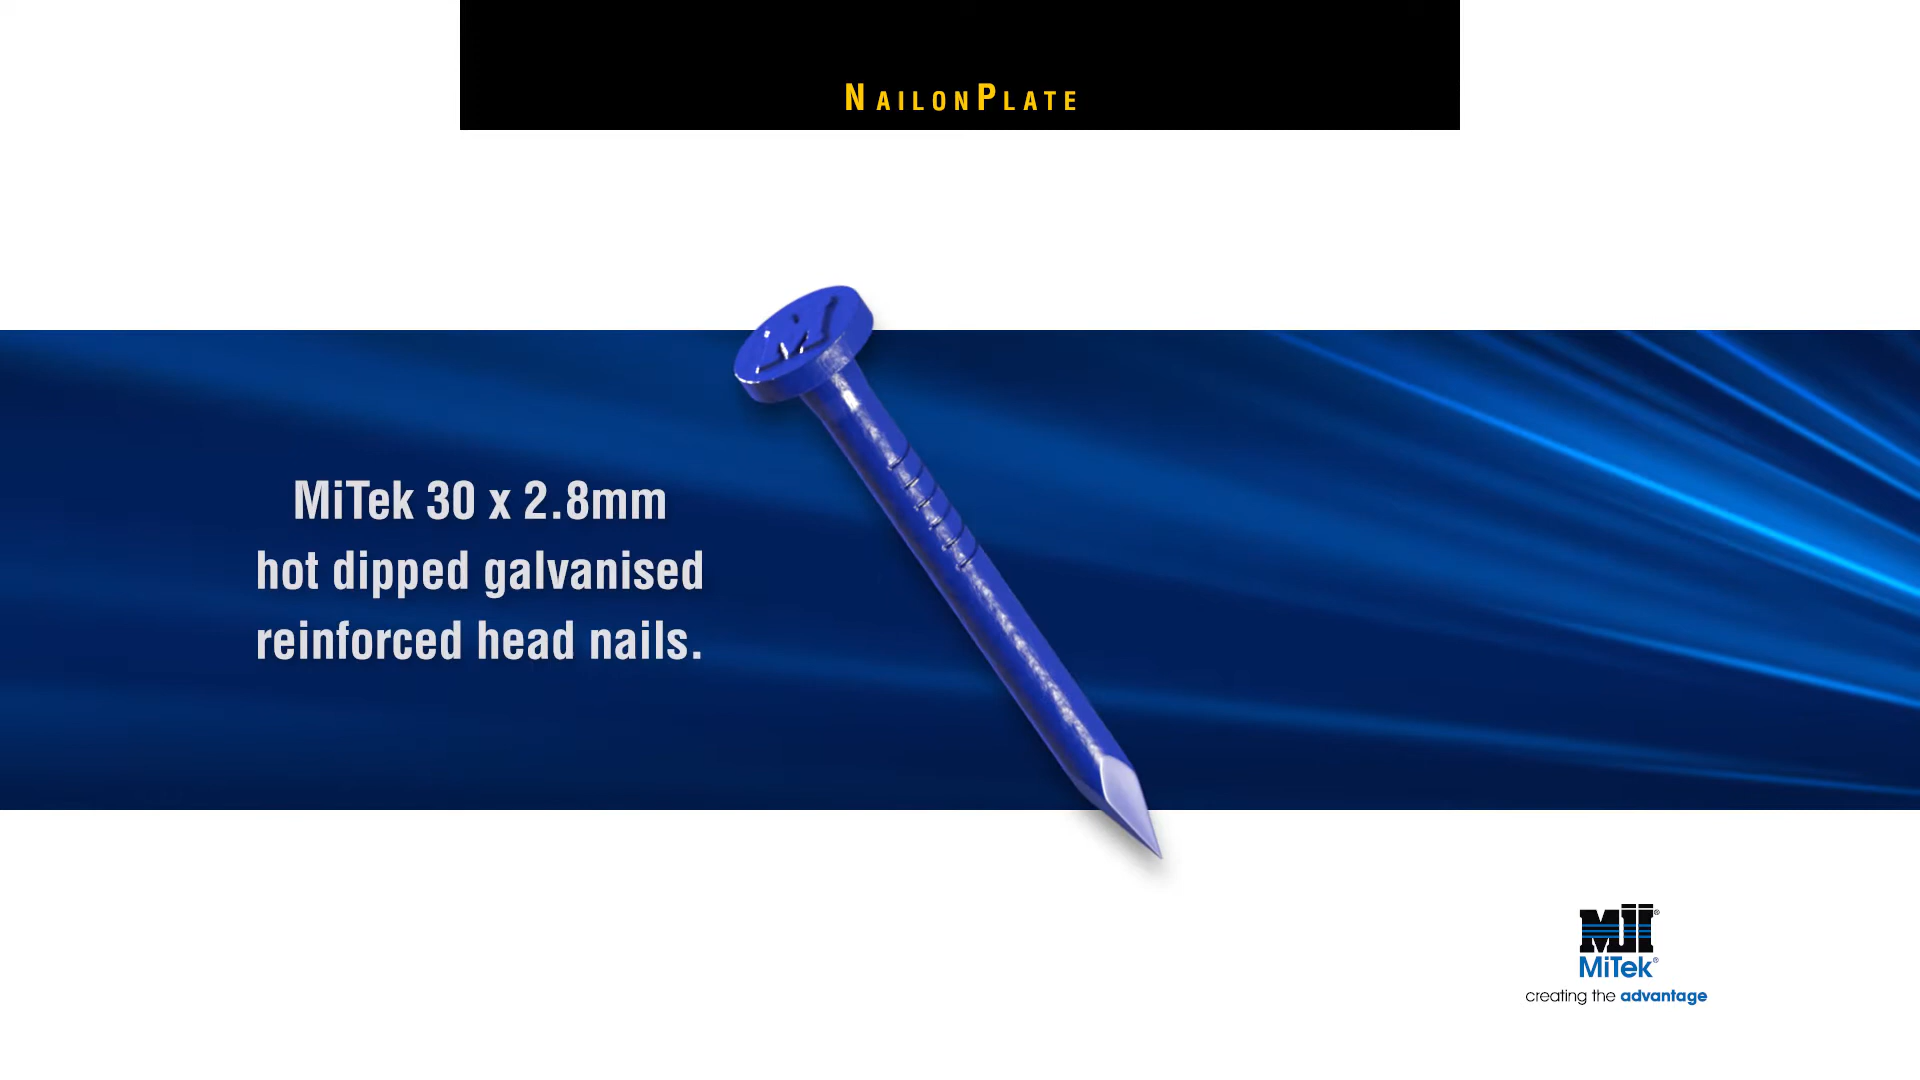 NAILONPLATE
MiTek 30 x 2.8mm
hot dipped galvanised
reinforced head nails.
MiTek®
creating the advantage